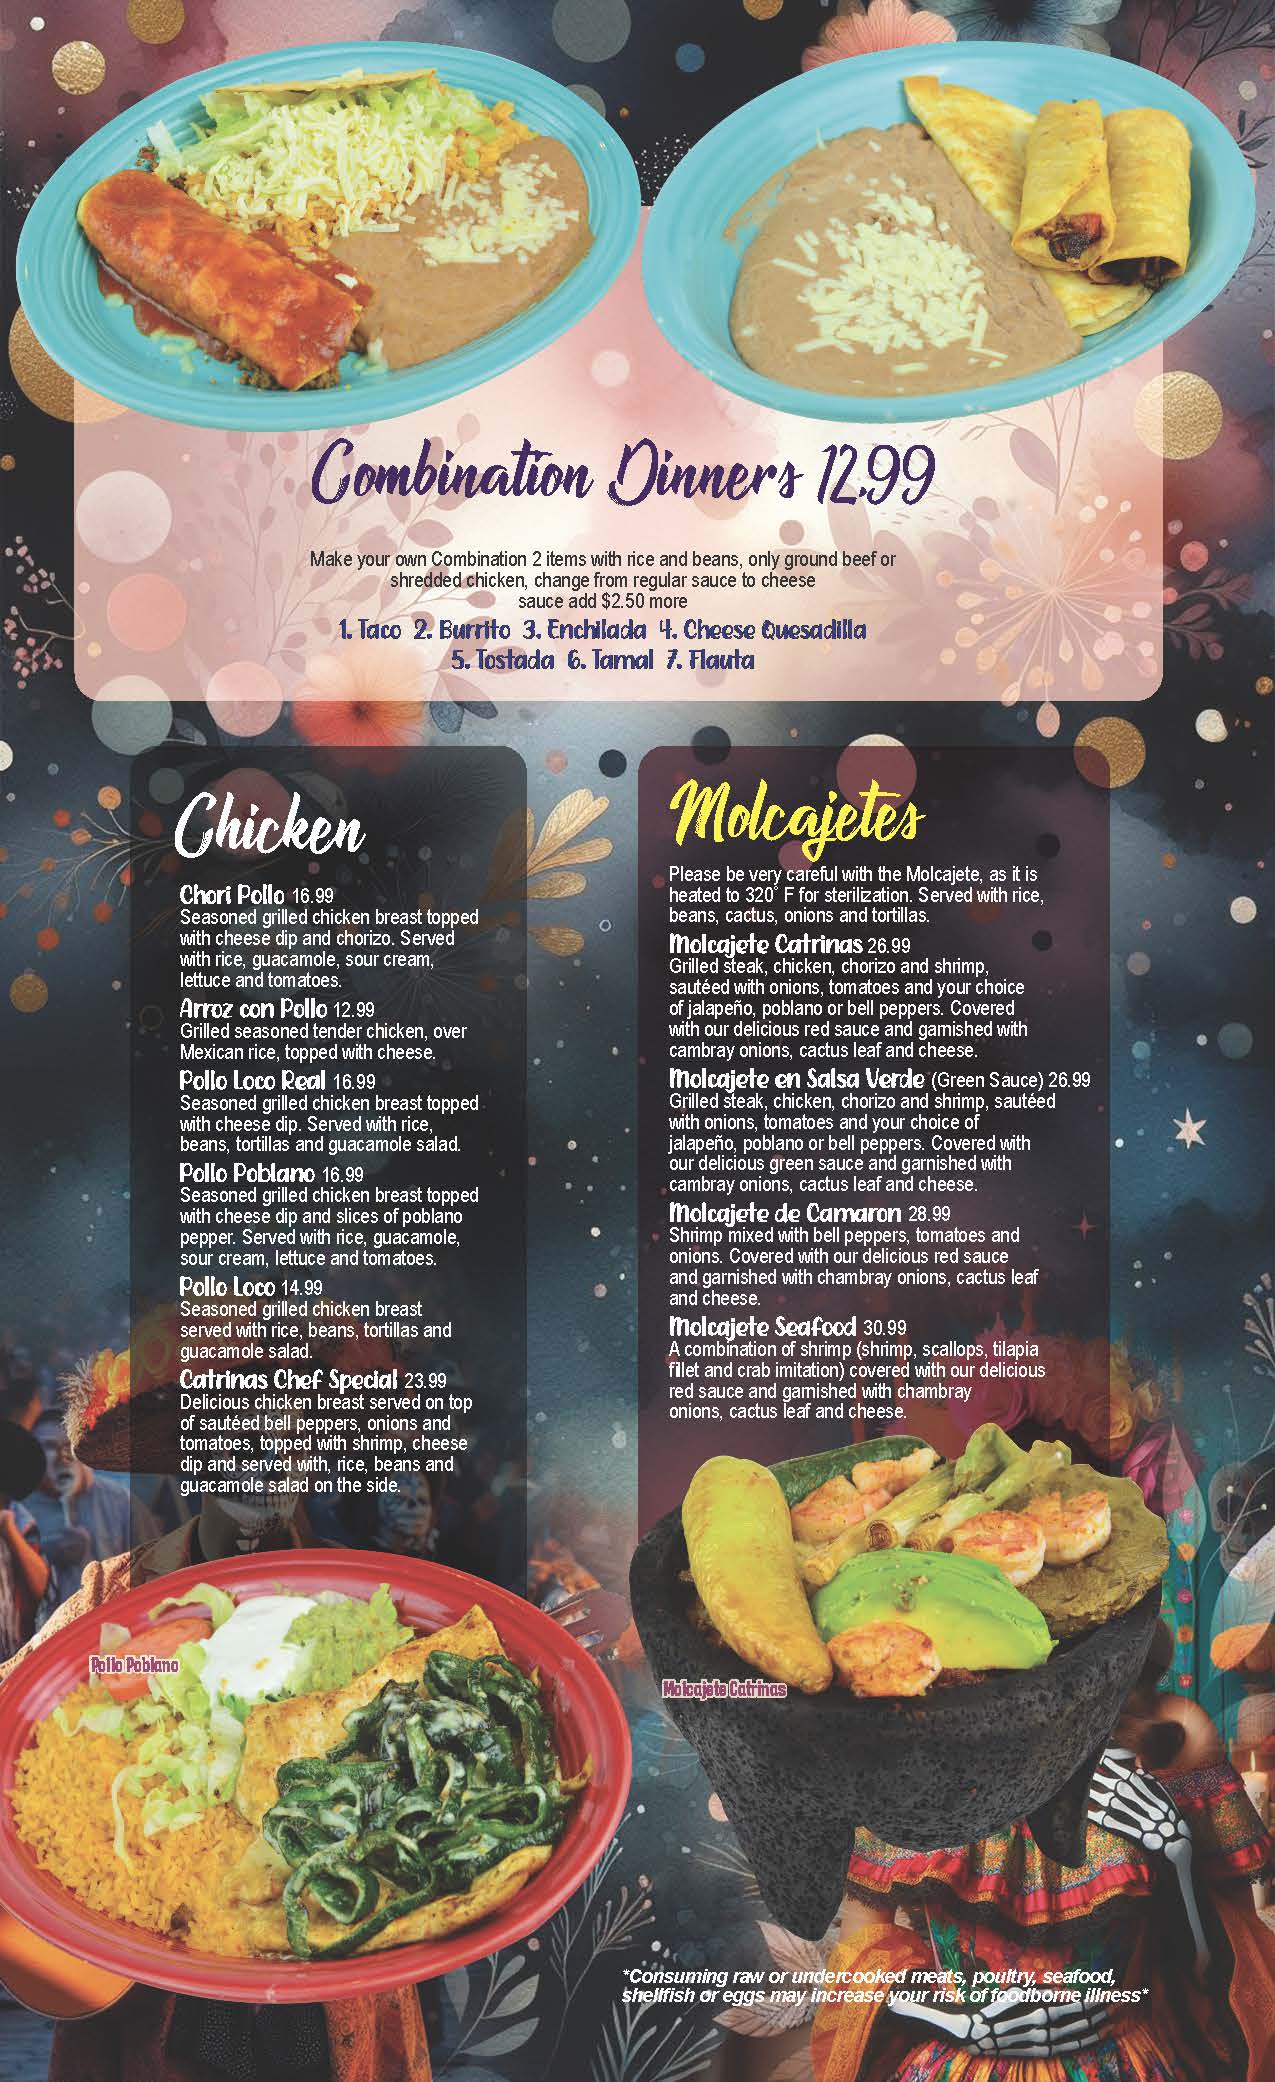 Combination Dinners 12.99
Make your own Combination 2 items with rice and beans, only ground beef or
shredded chicken, change from regular sauce to cheese
sauce add $2.50 more
1. Taco 2. Burrito 3. Enchilada 4. Cheese Quesadilla
5. Tostada 6. Tamal 7. Flauta
Chicken
Chori Pollo 16.99
Seasoned grilled chicken breast topped
with cheese dip and chorizo. Served
with rice, guacamole, sour cream,
lettuce and tomatoes.
Arroz con Pollo 12.99
Grilled seasoned tender chicken, over
Mexican rice, topped with cheese.
Pollo Loco Real 16.99
Seasoned grilled chicken breast topped
with cheese dip. Served with rice,
beans, tortillas and guacamole salad.
Pollo Poblano 16.99
Seasoned grilled chicken breast topped
with cheese dip and slices of poblano
pepper. Served with rice, guacamole,
sour cream, lettuce and tomatoes.
Pollo Loco 14.99
Seasoned grilled chicken breast
served with rice, beans, tortillas and
guacamole salad.
Catrinas Chef Special 23.99
Delicious chicken breast served on top
of sautéed bell peppers, onions and
tomatoes, topped with shrimp, cheese
dip and served with, rice, beans and
guacamole salad on the side.
Pollo Poblano
Molcajetes
Please be very careful with the Molcajete, as it is
heated to 320° F for sterilization. Served with rice,
beans, cactus, onions and tortillas.
Molcajete Catrinas 26.99
Grilled steak, chicken, chorizo and shrimp,
sautéed with onions, tomatoes and your choice
of jalapeño, poblano or bell peppers. Covered
with our delicious red sauce and garnished with
cambray onions, cactus leaf and cheese.
Molcajete en Salsa Verde (Green Sauce) 26.99
Grilled steak, chicken, chorizo and shrimp, sautéed
with onions, tomatoes and your choice of
jalapeño, poblano or bell peppers. Covered with
our delicious green sauce and garnished with
cambray onions, cactus leaf and cheese.
Molcajete de Camaron 28.99
Shrimp mixed with bell peppers, tomatoes and
onions. Covered with our delicious red sauce
and garnished with chambray onions, cactus leaf
and cheese.
Molcajete Seafood 30.99
A combination of shrimp (shrimp, scallops, tilapia
fillet and crab imitation) covered with our delicious
red sauce and garnished with chambray
onions, cactus leaf and cheese.
Molcajete Catrinas
*Consuming raw or undercooked meats, poultry, seafood,
shellfish or eggs may increase your risk of foodborne illness*